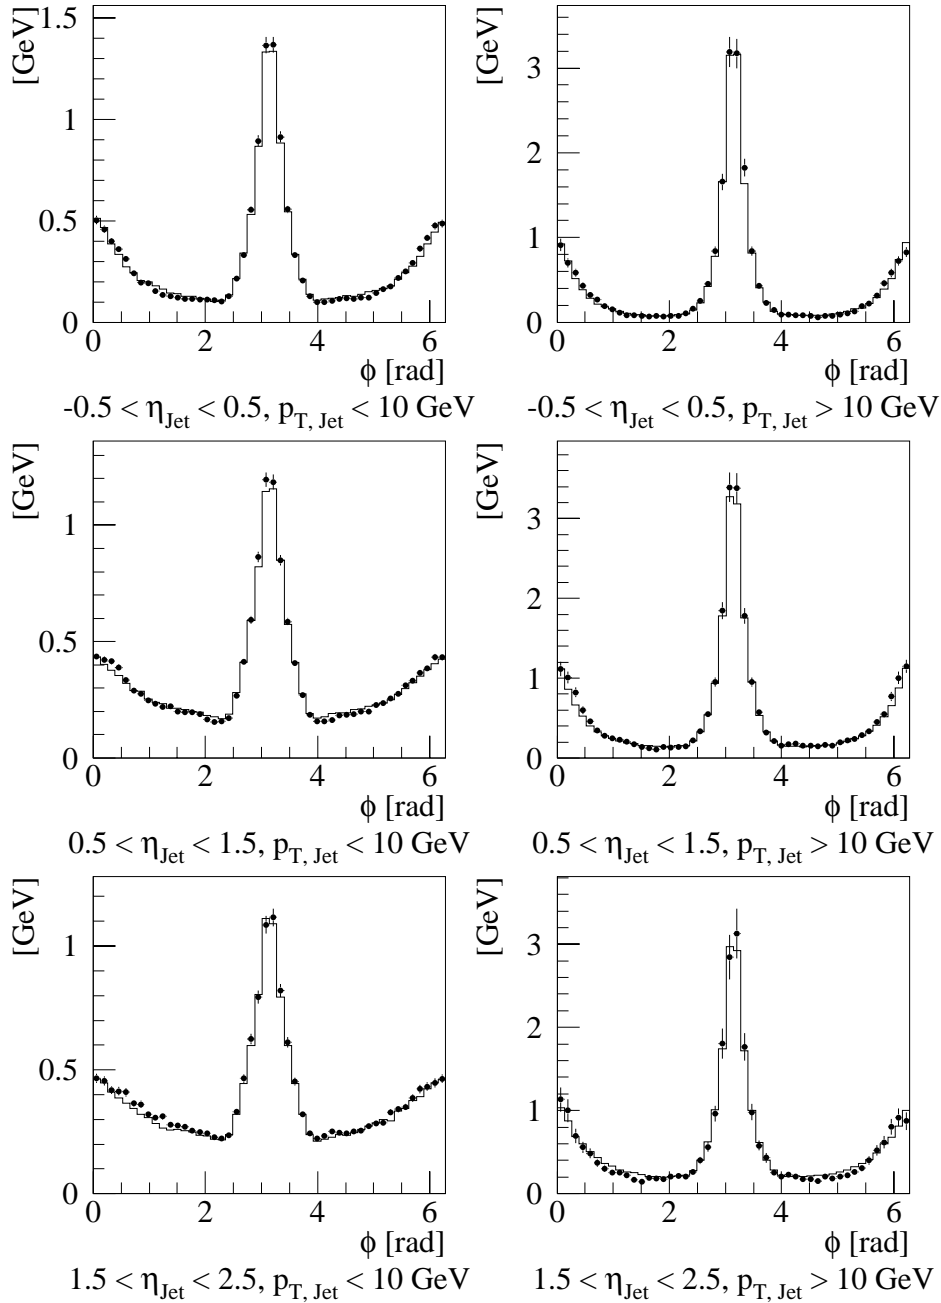 [GeV] [GeV]
1.5
1
0.5
0
3
2
1
0
0 2 4 6 0 2 4 6
ϕ [rad] ϕ [rad]
-0.5 < η_Jet < 0.5, p_T, Jet < 10 GeV -0.5 < η_Jet < 0.5, p_T, Jet > 10 GeV
[GeV] [GeV]
1
0.5
0
3
2
1
0
0 2 4 6 0 2 4 6
ϕ [rad] ϕ [rad]
0.5 < η_Jet < 1.5, p_T, Jet < 10 GeV 0.5 < η_Jet < 1.5, p_T, Jet > 10 GeV
[GeV] [GeV]
1
0.5
0
3
2
1
0
0 2 4 6 0 2 4 6
ϕ [rad] ϕ [rad]
1.5 < η_Jet < 2.5, p_T, Jet < 10 GeV 1.5 < η_Jet < 2.5, p_T, Jet > 10 GeV